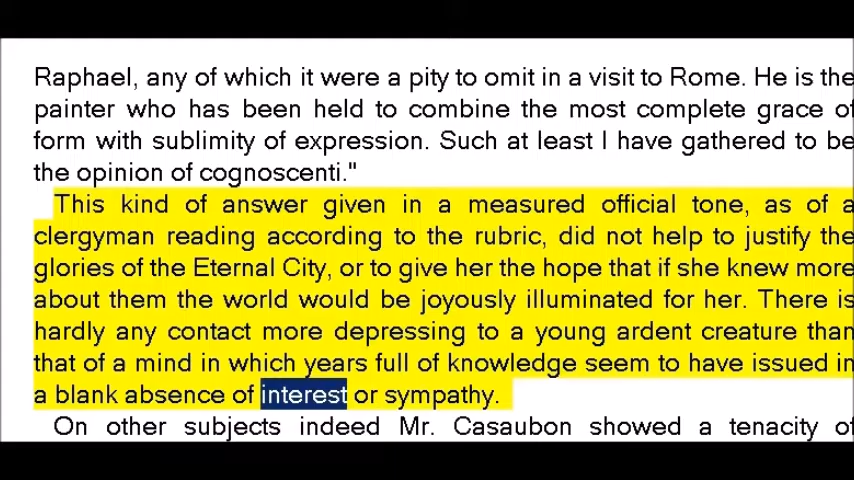 Raphael, any of which it were a pity to omit in a visit to Rome. He is the
painter who has been held to combine the most complete grace of
form with sublimity of expression. Such at least I have gathered to be
the opinion of cognoscenti."
This kind of answer given in a measured official tone, as of a
clergyman reading according to the rubric, did not help to justify the
glories of the Eternal City, or to give her the hope that if she knew more
about them the world would be joyously illuminated for her. There is
hardly any contact more depressing to a young ardent creature than
that of a mind in which years full of knowledge seem to have issued in
a blank absence of interest or sympathy.
On other subjects indeed Mr. Casaubon showed a tenacity of